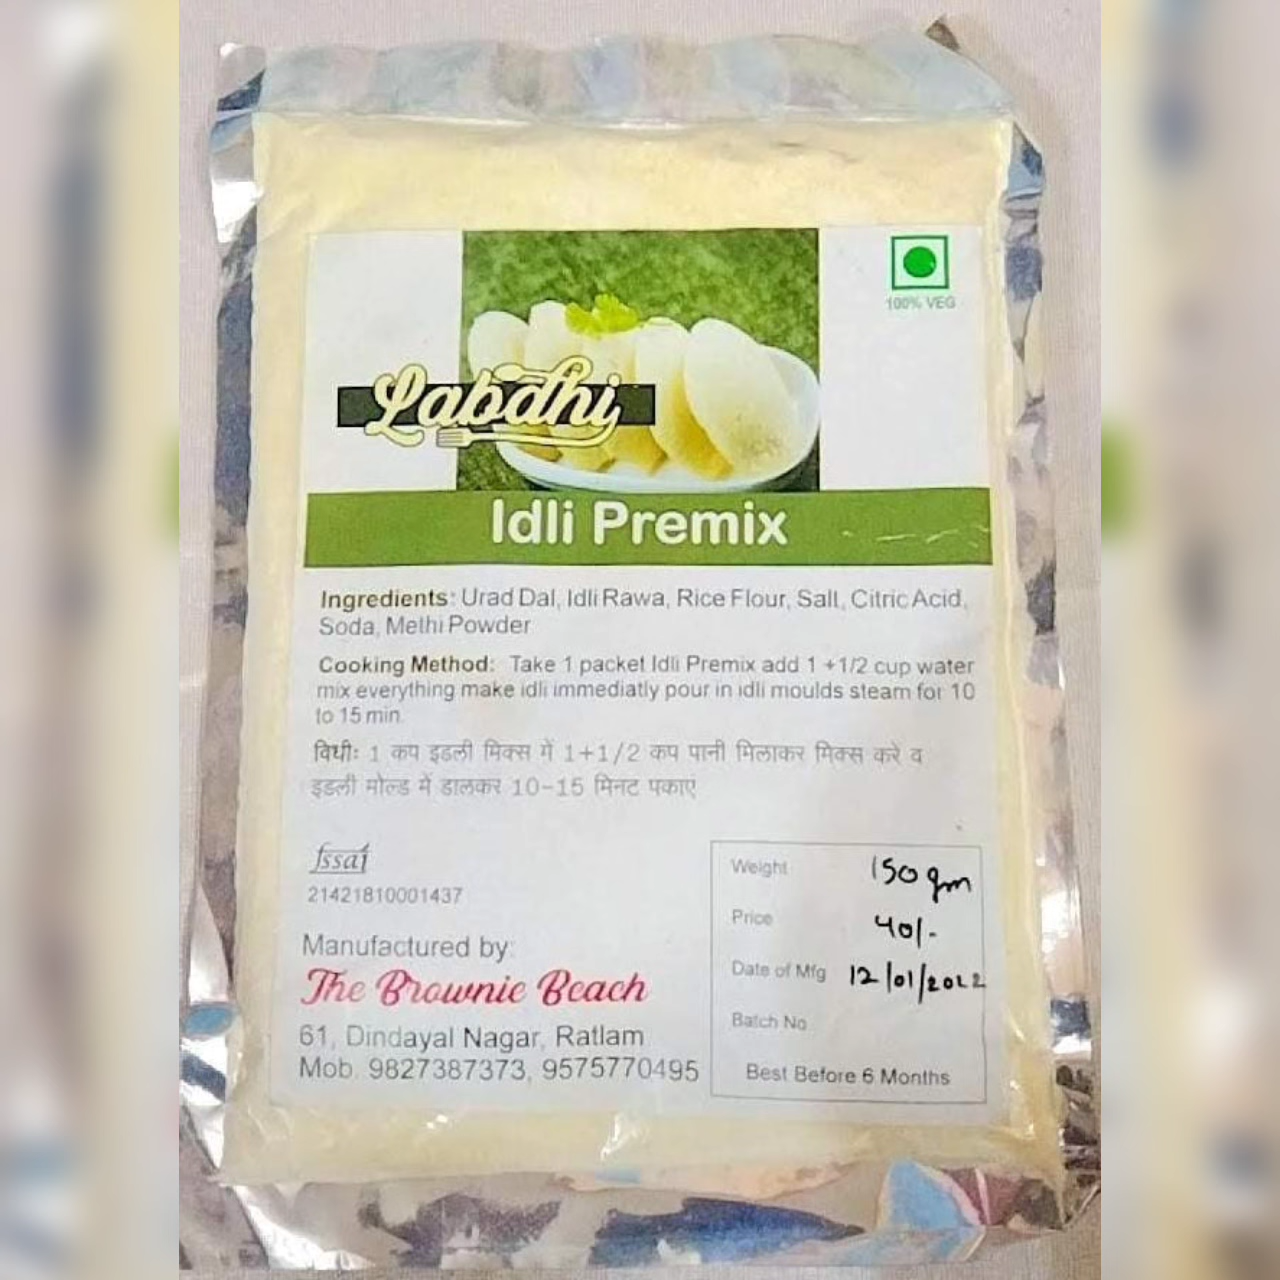 100% VEG
Labdhi
Idli Premix
Ingredients: Urad Dal, Idli Rawa, Rice Flour, Salt, Citric Acid,
Soda, Methi Powder
Cooking Method: Take 1 packet Idli Premix add 1 +1/2 cup water
mix everything make idli immediatly pour in idli moulds steam for 10
to 15 min.
विधीः 1 कप इडली मिक्स में 1+1/2 कप पानी मिलाकर मिक्स करे व
इडली मोल्ड में डालकर 10-15 मिनट पकाएं
fssai
21421810001437
Manufactured by:
The Brownie Beach
61, Dindayal Nagar, Ratlam
Mob. 9827387373, 9575770495
Weight 150 gm
Price 40/-
Date of Mfg 12/01/2022
Batch No
Best Before 6 Months